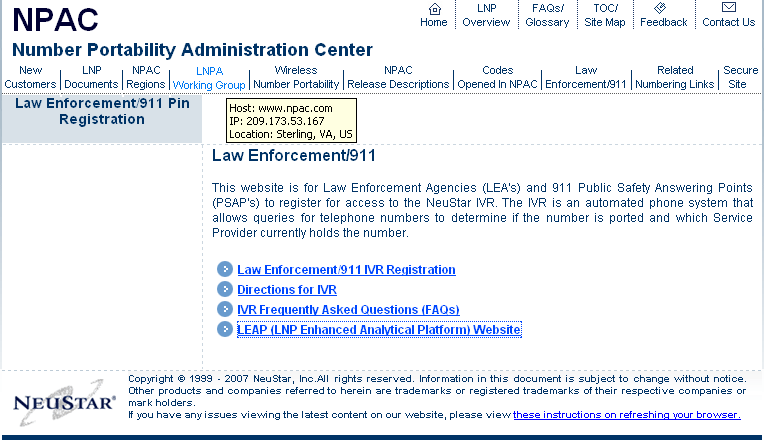 NPAC
Number Portability Administration Center
Home
LNP Overview
FAQs/ Glossary
TOC/ Site Map
Feedback
Contact Us
New Customers
LNP Documents
NPAC Regions
LNPA Working Group
Wireless Number Portability
NPAC Release Descriptions
Codes Opened In NPAC
Law Enforcement/911
Related Numbering Links
Secure Site
Law Enforcement/911 Pin
Registration
Host: www.npac.com
IP: 209.173.53.167
Location: Sterling, VA, US
Law Enforcement/911
This website is for Law Enforcement Agencies (LEA's) and 911 Public Safety Answering Points
(PSAP's) to register for access to the NeuStar IVR. The IVR is an automated phone system that
allows queries for telephone numbers to determine if the number is ported and which Service
Provider currently holds the number.
Law Enforcement/911 IVR Registration
Directions for IVR
IVR Frequently Asked Questions (FAQs)
LEAP (LNP Enhanced Analytical Platform) Website
NEUSTAR
Copyright © 1999 - 2007 NeuStar, Inc.All rights reserved. Information in this document is subject to change without notice.
Other products and companies referred to herein are trademarks or registered trademarks of their respective companies or
mark holders.
If you have any issues viewing the latest content on our website, please view these instructions on refreshing your browser.